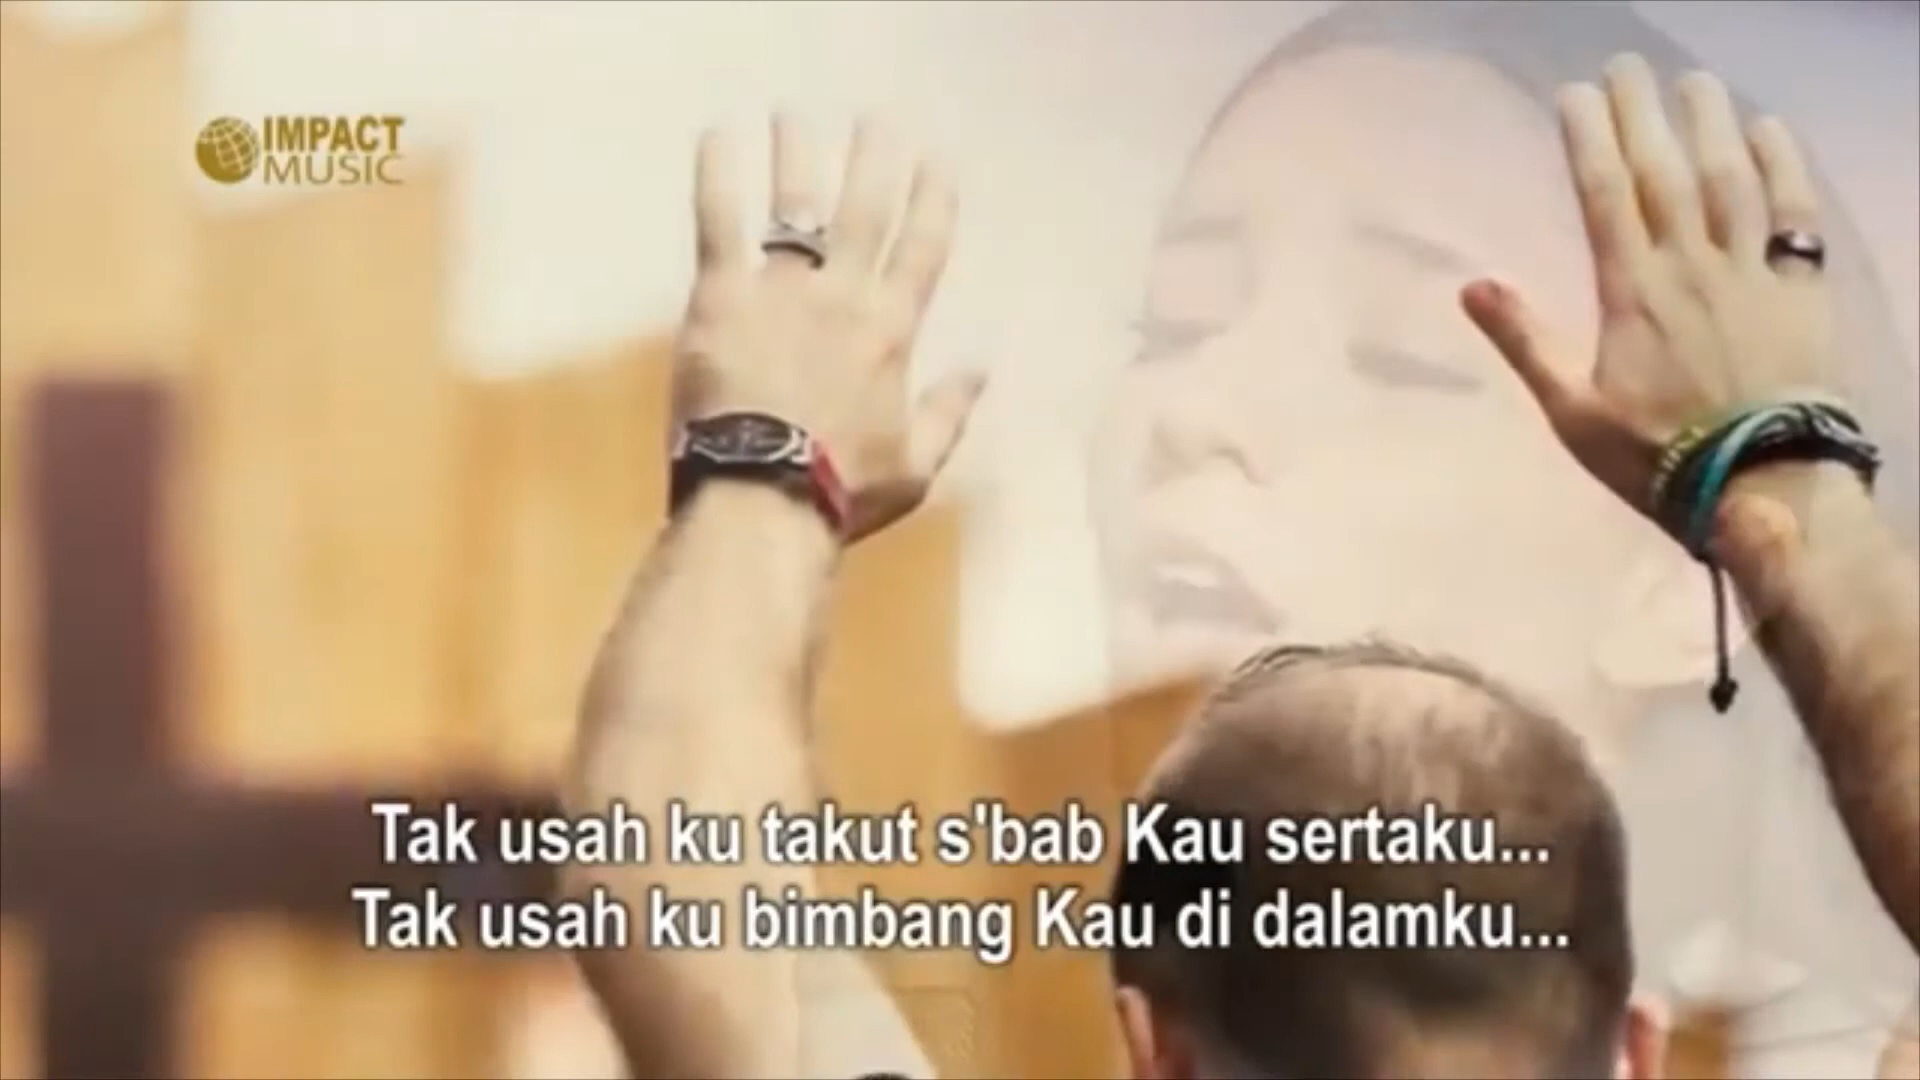 IMPACT
MUSIC
Tak usah ku takut s'bab Kau sertaku...
Tak usah ku bimbang Kau di dalamku...